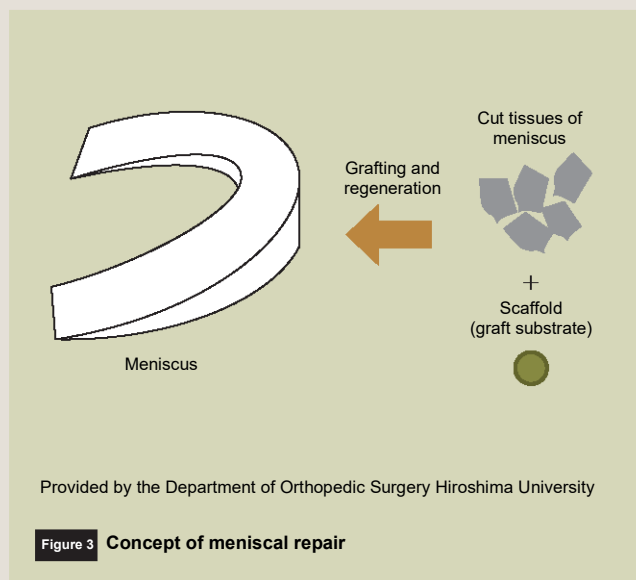 Cut tissues of
meniscus
Grafting and
regeneration
+
Scaffold
(graft substrate)
Meniscus
Provided by the Department of Orthopedic Surgery Hiroshima University
Figure 3 Concept of meniscal repair